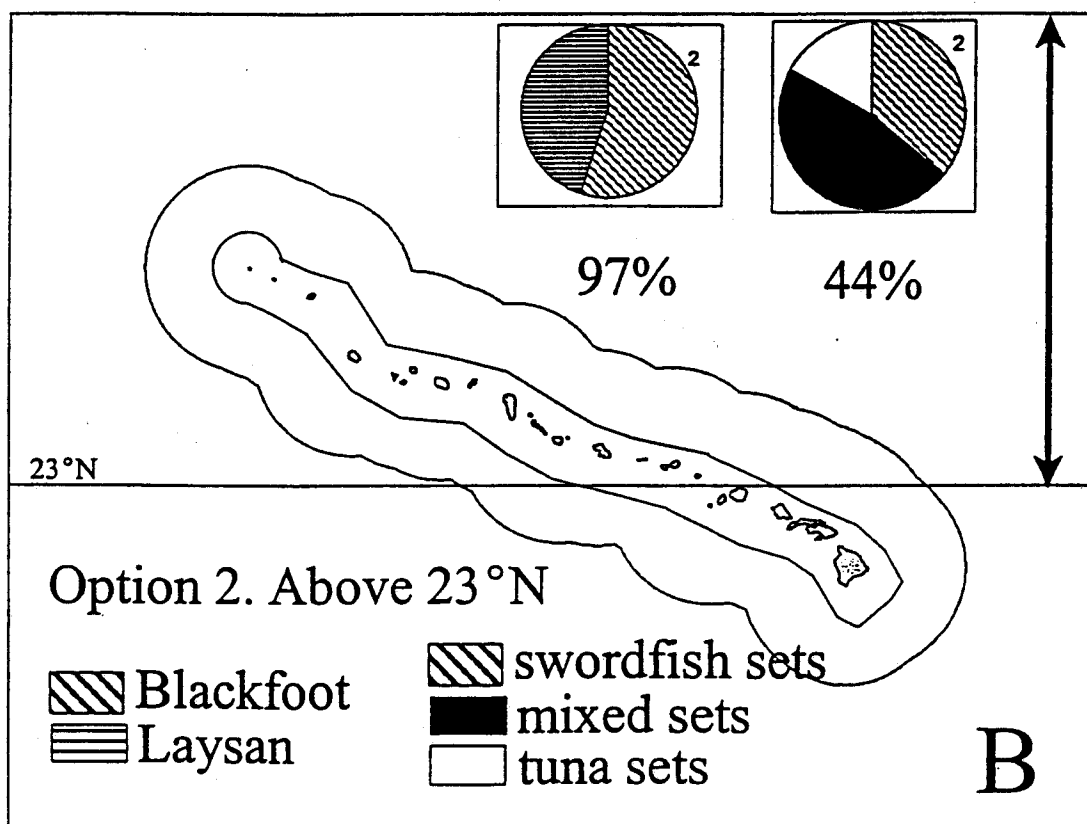 2
2
97%
44%
23°N
Option 2. Above 23°N
Blackfoot
Laysan
swordfish sets
mixed sets
tuna sets
B